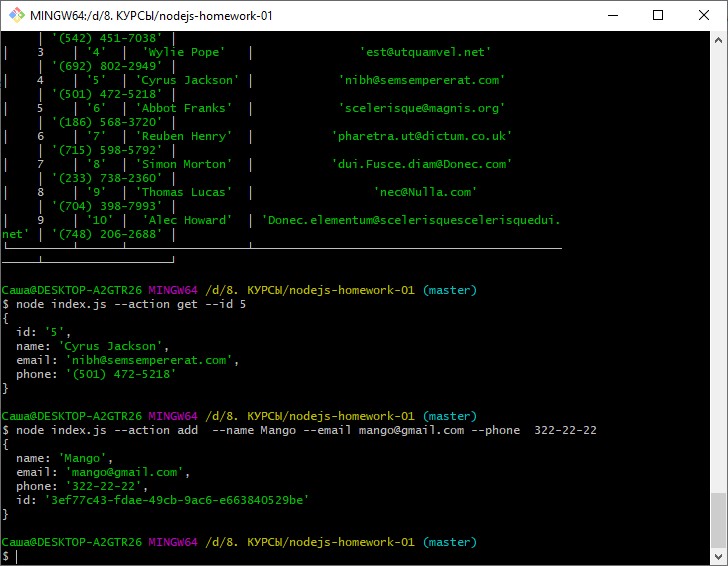 MINGW64:/d/8. КУРСЫ/nodejs-homework-01
| '(542) 451-7038' |
| 3 | '4' | 'Wylie Pope' | 'est@utquamvel.net'
| '(692) 802-2949' |
| 4 | '5' | 'Cyrus Jackson' | 'nibh@semsempererat.com'
| '(501) 472-5218' |
| 5 | '6' | 'Abbot Franks' | 'scelerisque@magnis.org'
| '(186) 568-3720' |
| 6 | '7' | 'Reuben Henry' | 'pharetra.ut@dictum.co.uk'
| '(715) 598-5792' |
| 7 | '8' | 'Simon Morton' | 'dui.Fusce.diam@Donec.com'
| '(233) 738-2360' |
| 8 | '9' | 'Thomas Lucas' | 'nec@Nulla.com'
| '(704) 398-7993' |
| 9 | '10' | 'Alec Howard' | 'Donec.elementum@scelerisquescelerisquedui.
net' | '(748) 206-2688' |
Саша@DESKTOP-A2GTR26 MINGW64 /d/8. КУРСЫ/nodejs-homework-01 (master)
$ node index.js --action get --id 5
{
id: '5',
name: 'Cyrus Jackson',
email: 'nibh@semsempererat.com',
phone: '(501) 472-5218'
}
Саша@DESKTOP-A2GTR26 MINGW64 /d/8. КУРСЫ/nodejs-homework-01 (master)
$ node index.js --action add  --name Mango --email mango@gmail.com --phone  322-22-22
{
name: 'Mango',
email: 'mango@gmail.com',
phone: '322-22-22',
id: '3ef77c43-fdae-49cb-9ac6-e663840529be'
}
Саша@DESKTOP-A2GTR26 MINGW64 /d/8. КУРСЫ/nodejs-homework-01 (master)
$